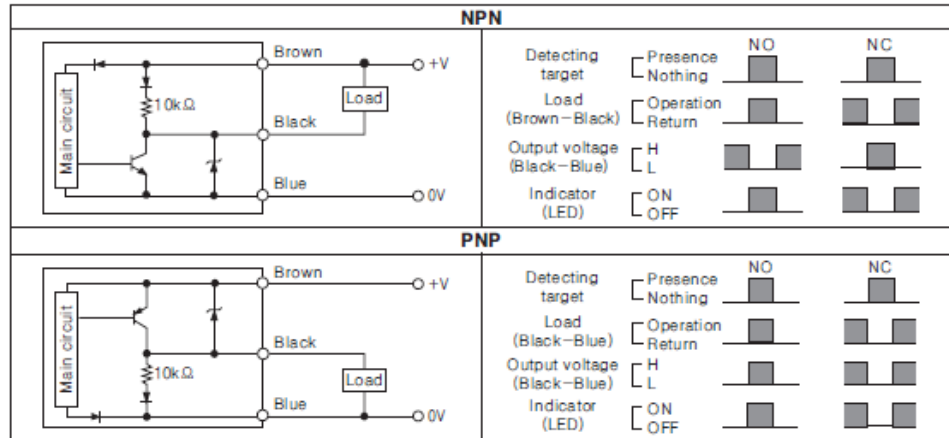 NPN
Main circuit
10kΩ
Brown
Black
Blue
Load
+V
0V
NO
NC
Detecting target
Presence
Nothing
Load
(Brown-Black)
Operation
Return
Output voltage
(Black-Blue)
H
L
Indicator
(LED)
ON
OFF
PNP
Main circuit
10kΩ
Brown
Black
Blue
Load
+V
0V
NO
NC
Detecting target
Presence
Nothing
Load
(Black-Blue)
Operation
Return
Output voltage
(Black-Blue)
H
L
Indicator
(LED)
ON
OFF